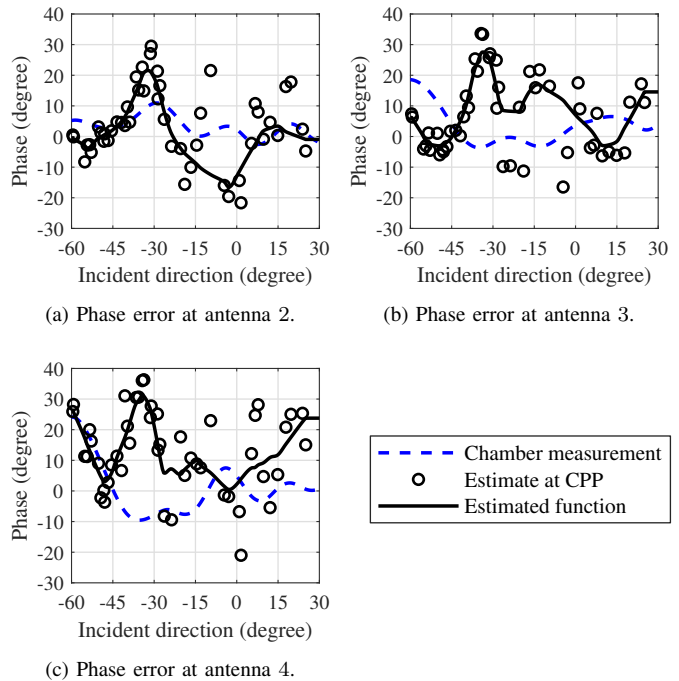 40
30
20
10
0
-10
-20
-30
Phase (degree)
-60 -45 -30 -15 0 15 30
Incident direction (degree)
(a) Phase error at antenna 2.
40
30
20
10
0
-10
-20
-30
Phase (degree)
-60 -45 -30 -15 0 15 30
Incident direction (degree)
(b) Phase error at antenna 3.
40
30
20
10
0
-10
-20
-30
Phase (degree)
-60 -45 -30 -15 0 15 30
Incident direction (degree)
(c) Phase error at antenna 4.
Chamber measurement
Estimate at CPP
Estimated function